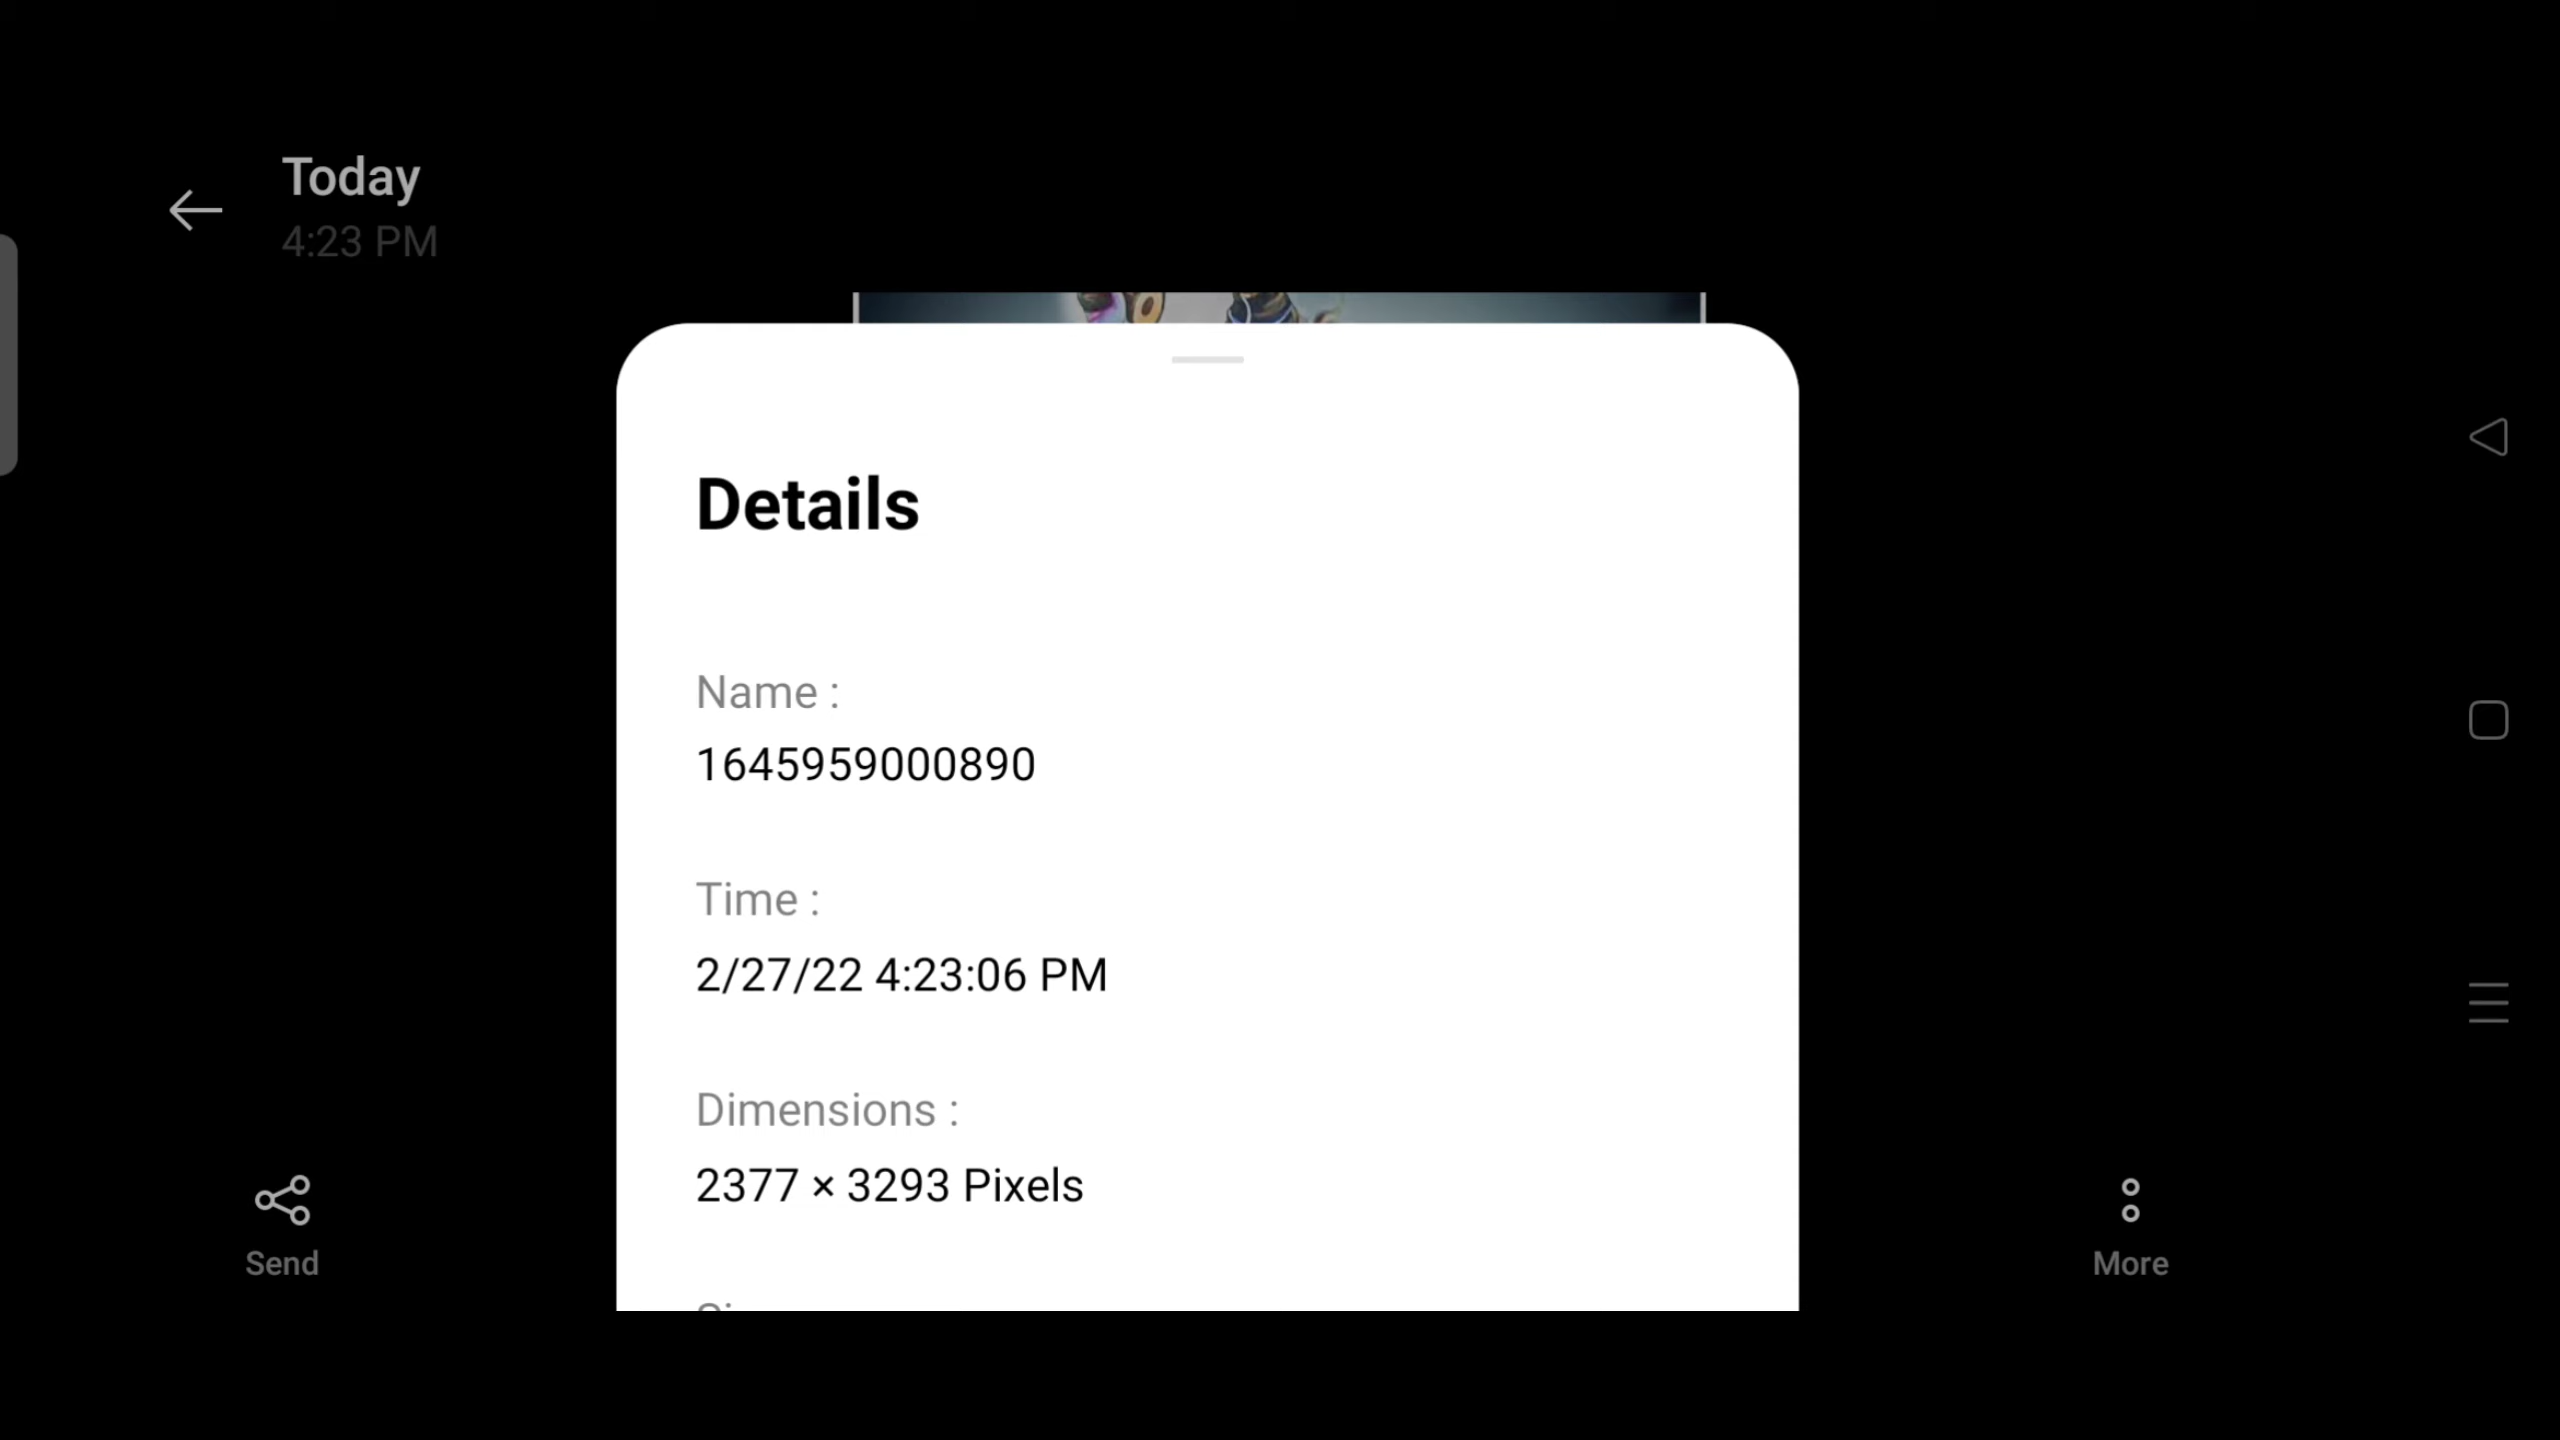 Today
4:23 PM
Details
Name :
1645959000890
Time :
2/27/22 4:23:06 PM
Dimensions :
2377 × 3293 Pixels
Send
More